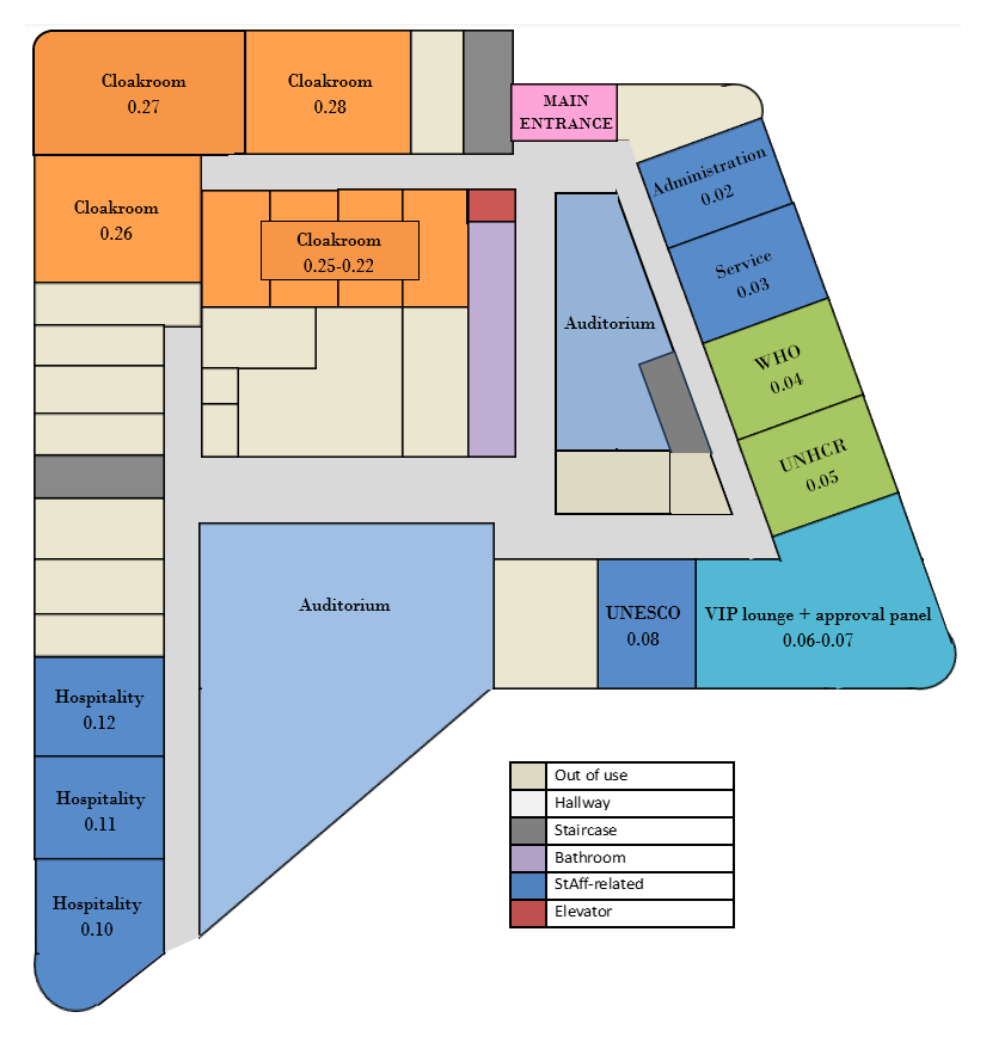 Cloakroom
0.27
Cloakroom
0.28
MAIN
ENTRANCE
Administration
0.02
Cloakroom
0.26
Cloakroom
0.25-0.22
Service
0.03
Auditorium
WHO
0.04
UNHCR
0.05
Auditorium
UNESCO
0.08
VIP lounge + approval panel
0.06-0.07
Hospitality
0.12
Hospitality
0.11
Hospitality
0.10
Out of use
Hallway
Staircase
Bathroom
StAff-related
Elevator